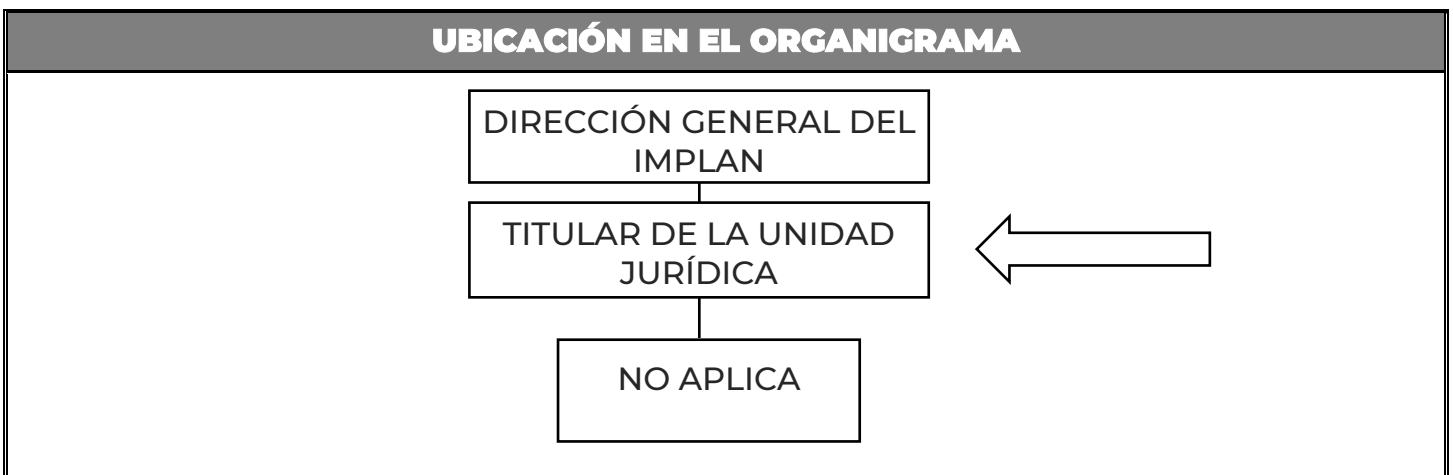 UBICACIÓN EN EL ORGANIGRAMA
DIRECCIÓN GENERAL DEL
IMPLAN
TITULAR DE LA UNIDAD
JURÍDICA
NO APLICA